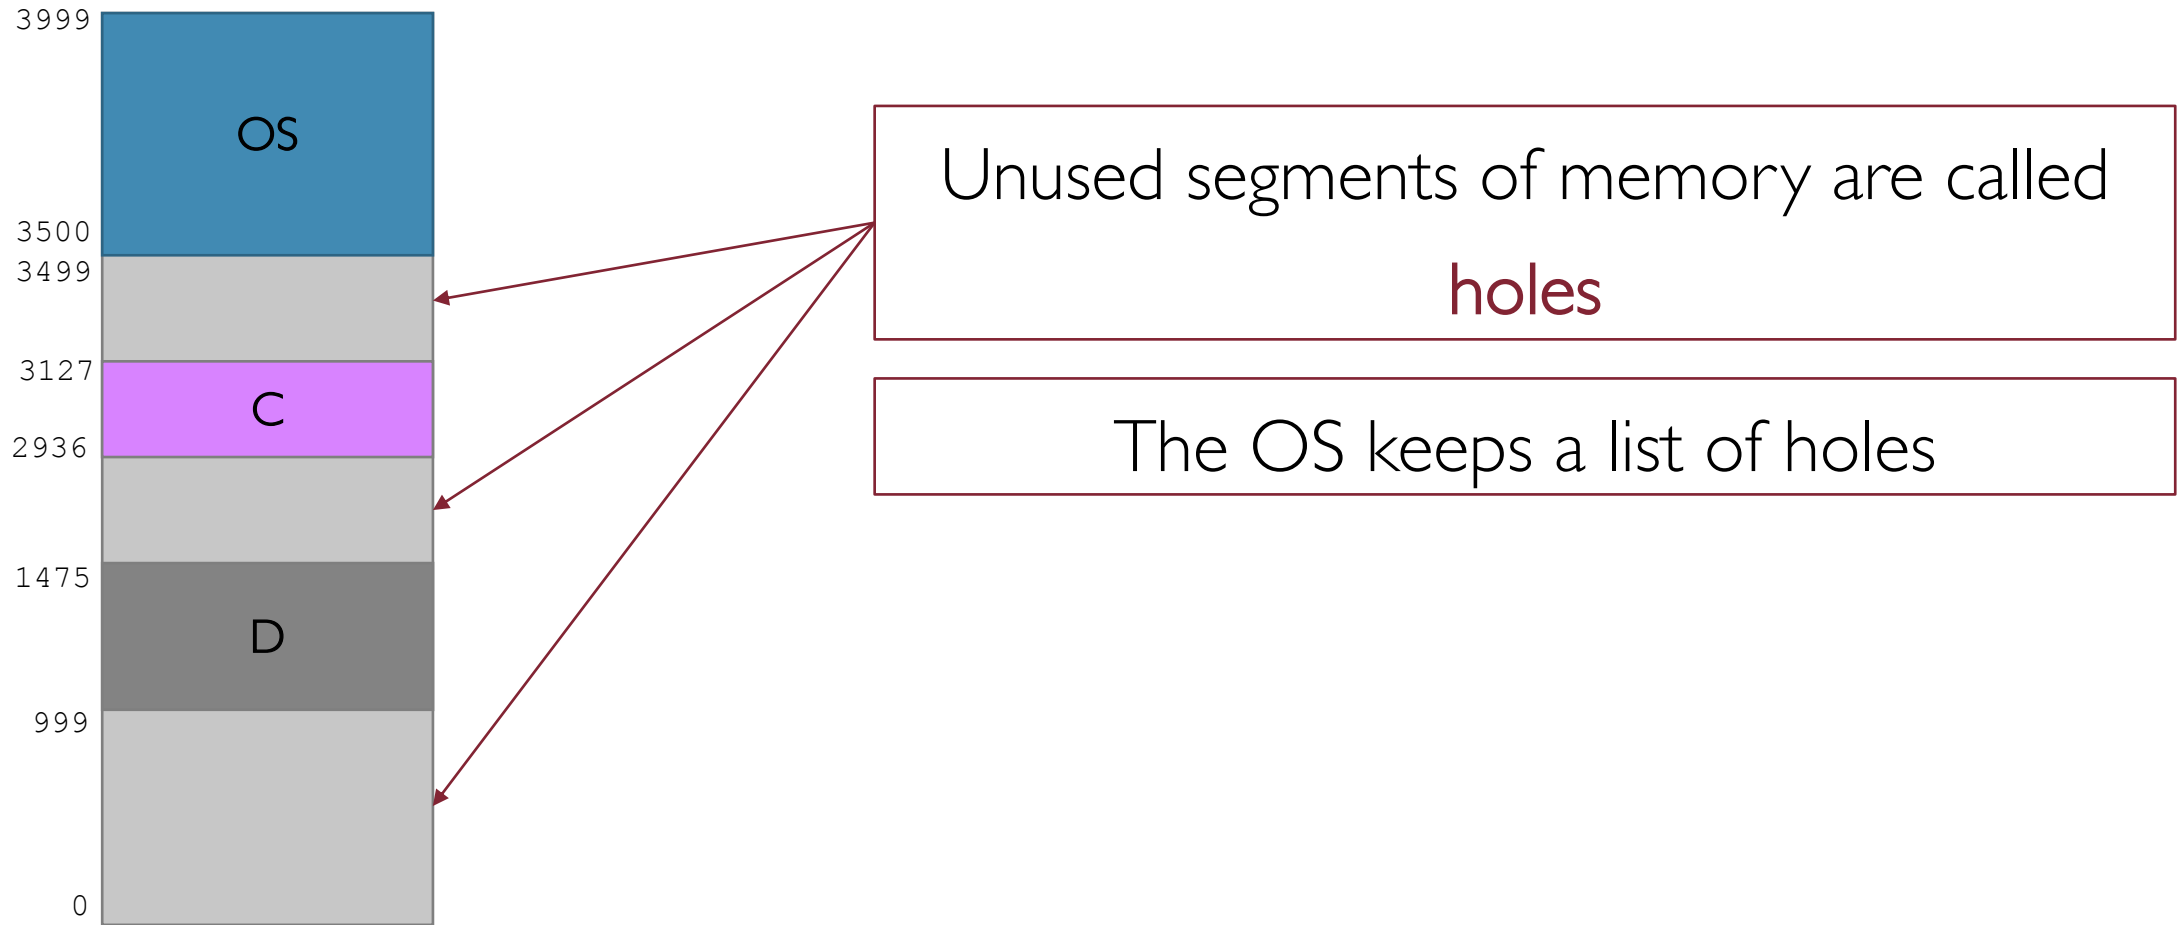 3999
OS
3500
3499
3127
C
2936
1475
D
999
0
Unused segments of memory are called
holes
The OS keeps a list of holes